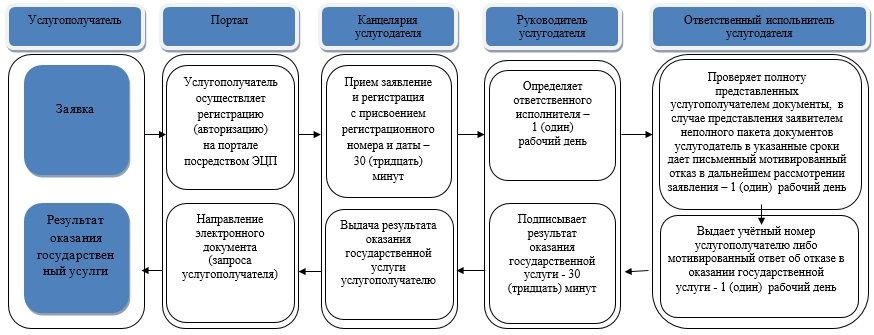 Услугополучатель
Портал
Канцелярия
услугодателя
Руководитель
услугодателя
Ответственный испольнитель
услугодателя
Заявка
Услугополучатель
осуществляет
регистрацию
(авторизацию)
на портале
посредством ЭЦП
Прием заявление
и регистрация
с присвоением
регистрационного
номера и даты –
30 (тридцать)
минут
Определяет
ответственного
исполнителя –
1 (один)
рабочий день
Проверяет полноту
представленных
услугополучателем документы, в
случае представления заявителем
неполного пакета документов
услугодатель в указанные сроки
дает письменный мотивированный
отказ в дальнейшем рассмотрении
заявления – 1 (один) рабочий день
Результат
оказания
государствен
ный усулги
Направление
электронного
документа
(запроса
услугополучателя)
Выдача результата
оказания
государственной
услуги
услугополучателю
Подписывает
результат
оказания
государственной
услуги - 30
(тридцать) минут
Выдает учётный номер
услугополучателю либо
мотивированный ответ об отказе в
оказании государственной
услуги - 1 (один) рабочий день